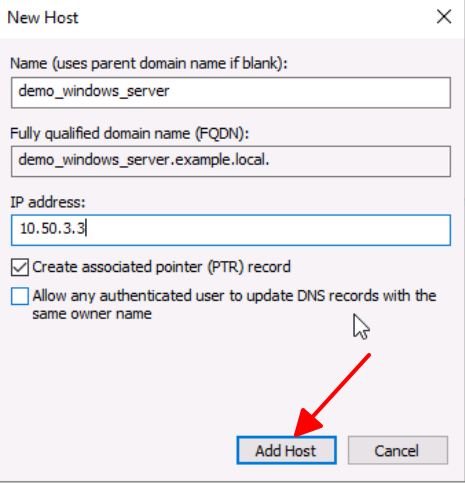 New Host
Name (uses parent domain name if blank):
demo_windows_server
Fully qualified domain name (FQDN):
demo_windows_server.example.local.
IP address:
10.50.3.3
Create associated pointer (PTR) record
Allow any authenticated user to update DNS records with the
same owner name
Add Host
Cancel